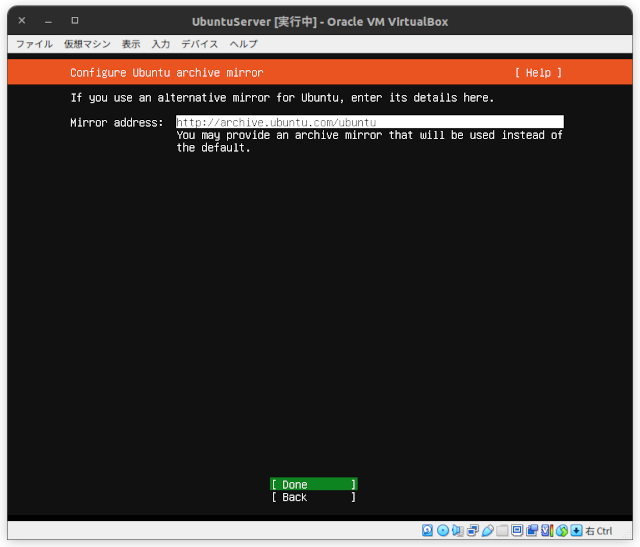 UbuntuServer [実行中] - Oracle VM VirtualBox
ファイル 仮想マシン 表示 入力 デバイス ヘルプ
Configure Ubuntu archive mirror [ Help ]
If you use an alternative mirror for Ubuntu, enter its details here.
Mirror address: http://archive.ubuntu.com/ubuntu
You may provide an archive mirror that will be used instead of
the default.
[ Done ]
[ Back ]
右 Ctrl